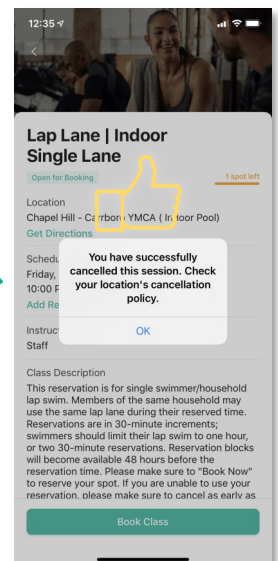 12:35
Lap Lane | Indoor
Single Lane
Open for Booking
1 spot left
Location
Chapel Hill - Carrboro YMCA ( Indoor Pool)
Get Directions
Friday,
You have successfully
cancelled this session. Check
your location's cancellation
policy.
OK
Staff
Class Description
This reservation is for single swimmer/household
lap swim. Members of the same household may
use the same lap lane during their reserved time.
Reservations are in 30-minute increments;
swimmers should limit their lap swim to one hour,
or two 30-minute reservations. Reservation blocks
will become available 48 hours before the
reservation time. Please make sure to "Book Now"
to reserve your spot. If you are unable to use your
reservation, please make sure to cancel as early as
Book Class